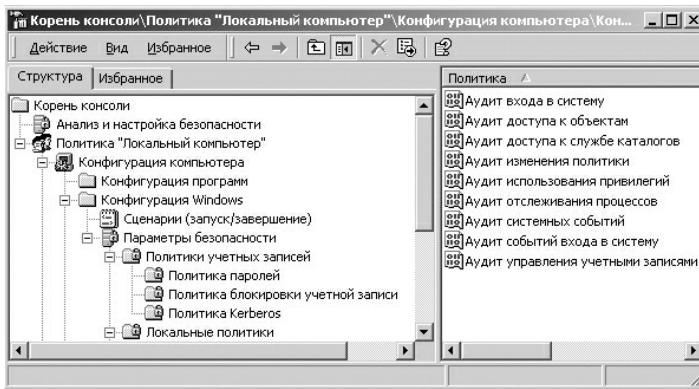 Корень консоли\Политика "Локальный компьютер"\Конфигурация компьютера\Кон...
Действие Вид Избранное
Структура Избранное
Корень консоли
Анализ и настройка безопасности
Политика "Локальный компьютер"
Конфигурация компьютера
Конфигурация программ
Конфигурация Windows
Сценарии (запуск/завершение)
Параметры безопасности
Политики учетных записей
Политика паролей
Политика блокировки учетной записи
Политика Kerberos
Локальные политики
Политика
Аудит входа в систему
Аудит доступа к объектам
Аудит доступа к службе каталогов
Аудит изменения политики
Аудит использования привилегий
Аудит отслеживания процессов
Аудит системных событий
Аудит событий входа в систему
Аудит управления учетными записями